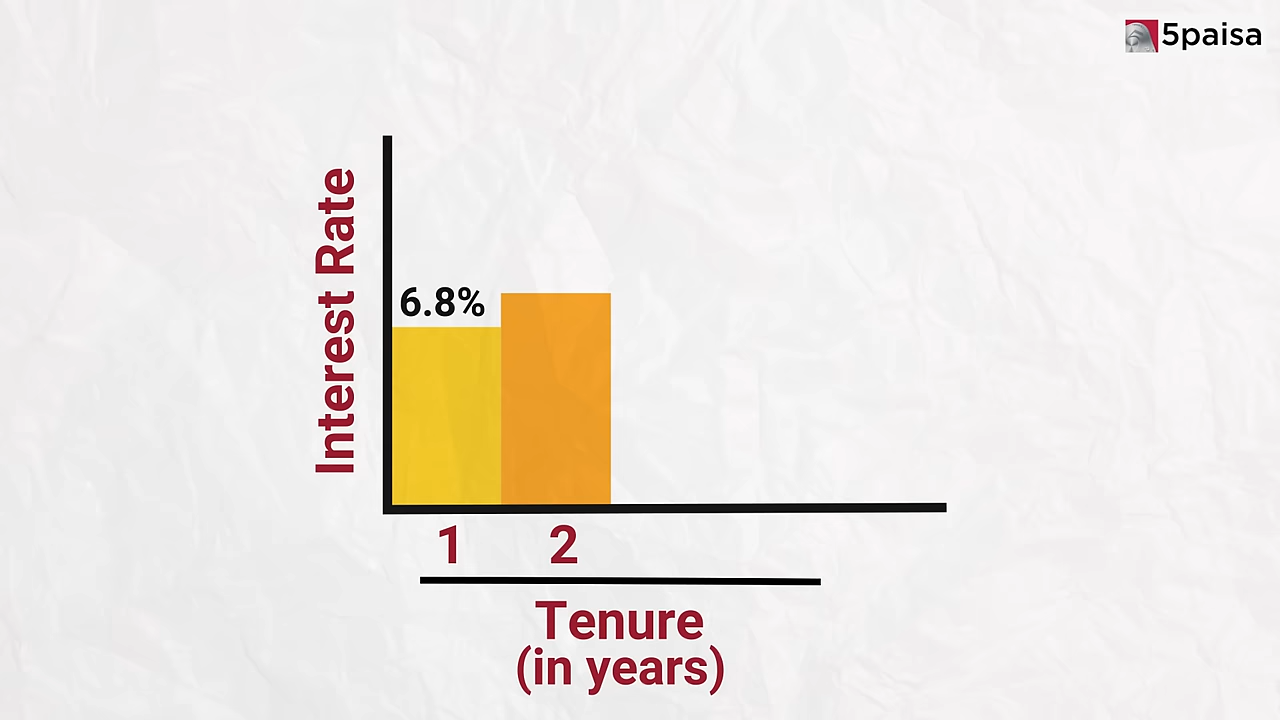 5paisa
Interest Rate
6.8%
1 2
Tenure
(in years)